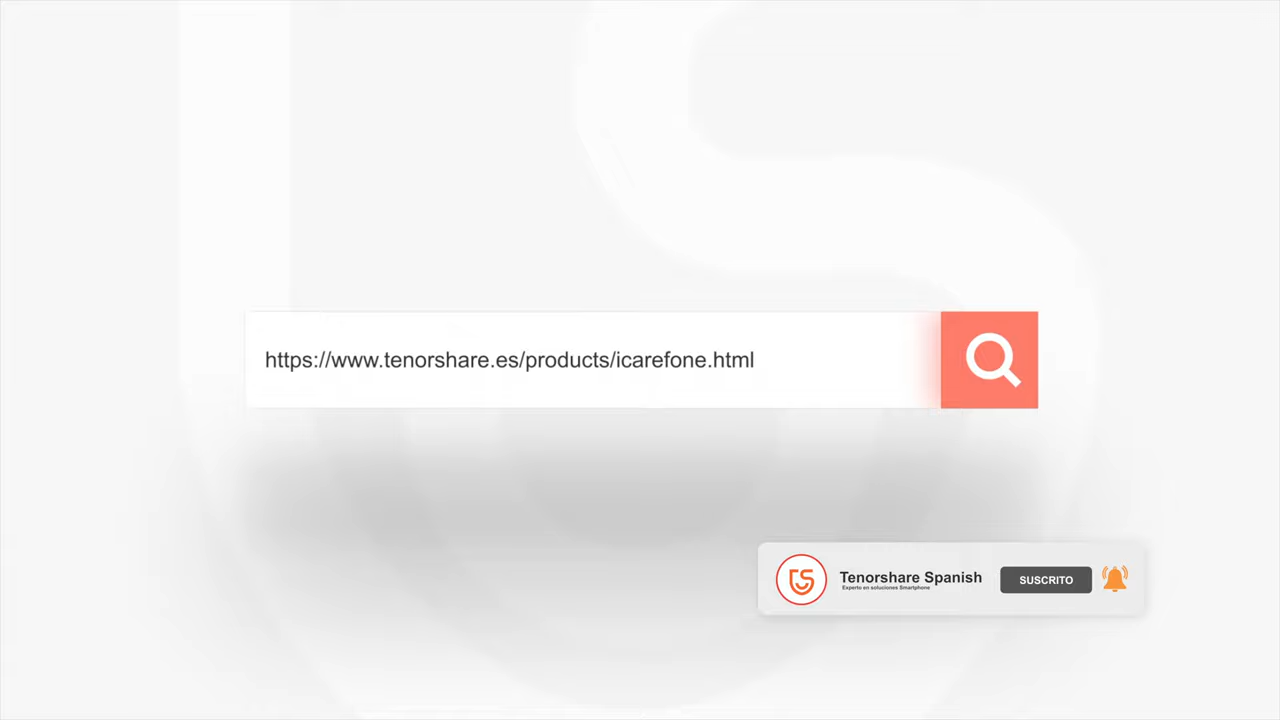 https://www.tenorshare.es/products/icarefone.html
Tenorshare Spanish
Experto en soluciones Smartphone
SUSCRITO